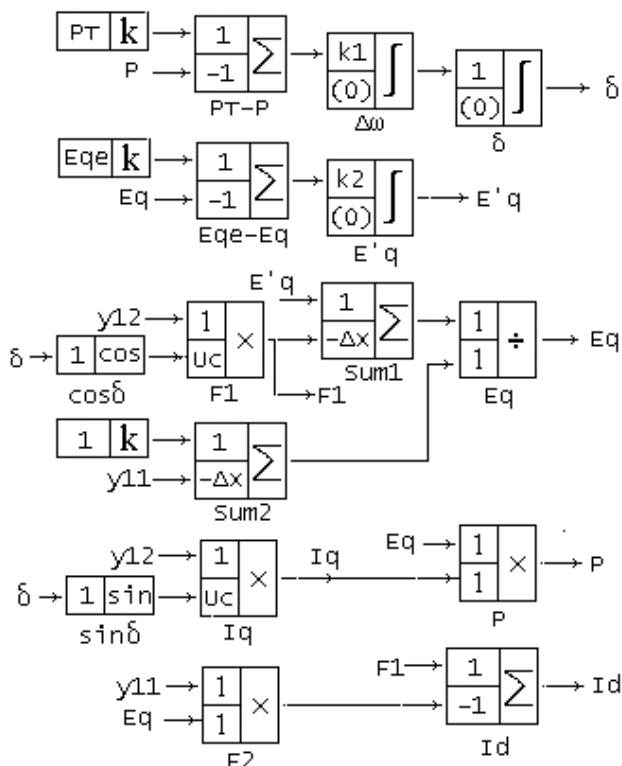 PT k 1 Σ k1 ∫ 1 ∫ δ
P -1 (0) (0)
PT-P Δω δ
Eqe k 1 Σ k2 ∫ E'q
Eq -1 (0)
Eqe-Eq E'q
E'q
y12 1 × 1 Σ 1 ÷ Eq
δ 1 cos Uc -Δx 1
cosδ F1 F1 Sum1 Eq
1 k 1 Σ
y11 -Δx
Sum2
y12 1 × Iq Eq 1 × P
δ 1 sin Uc 1
sinδ Iq P
y11 1 × F1 1 Σ Id
Eq 1 -1
F2 Id